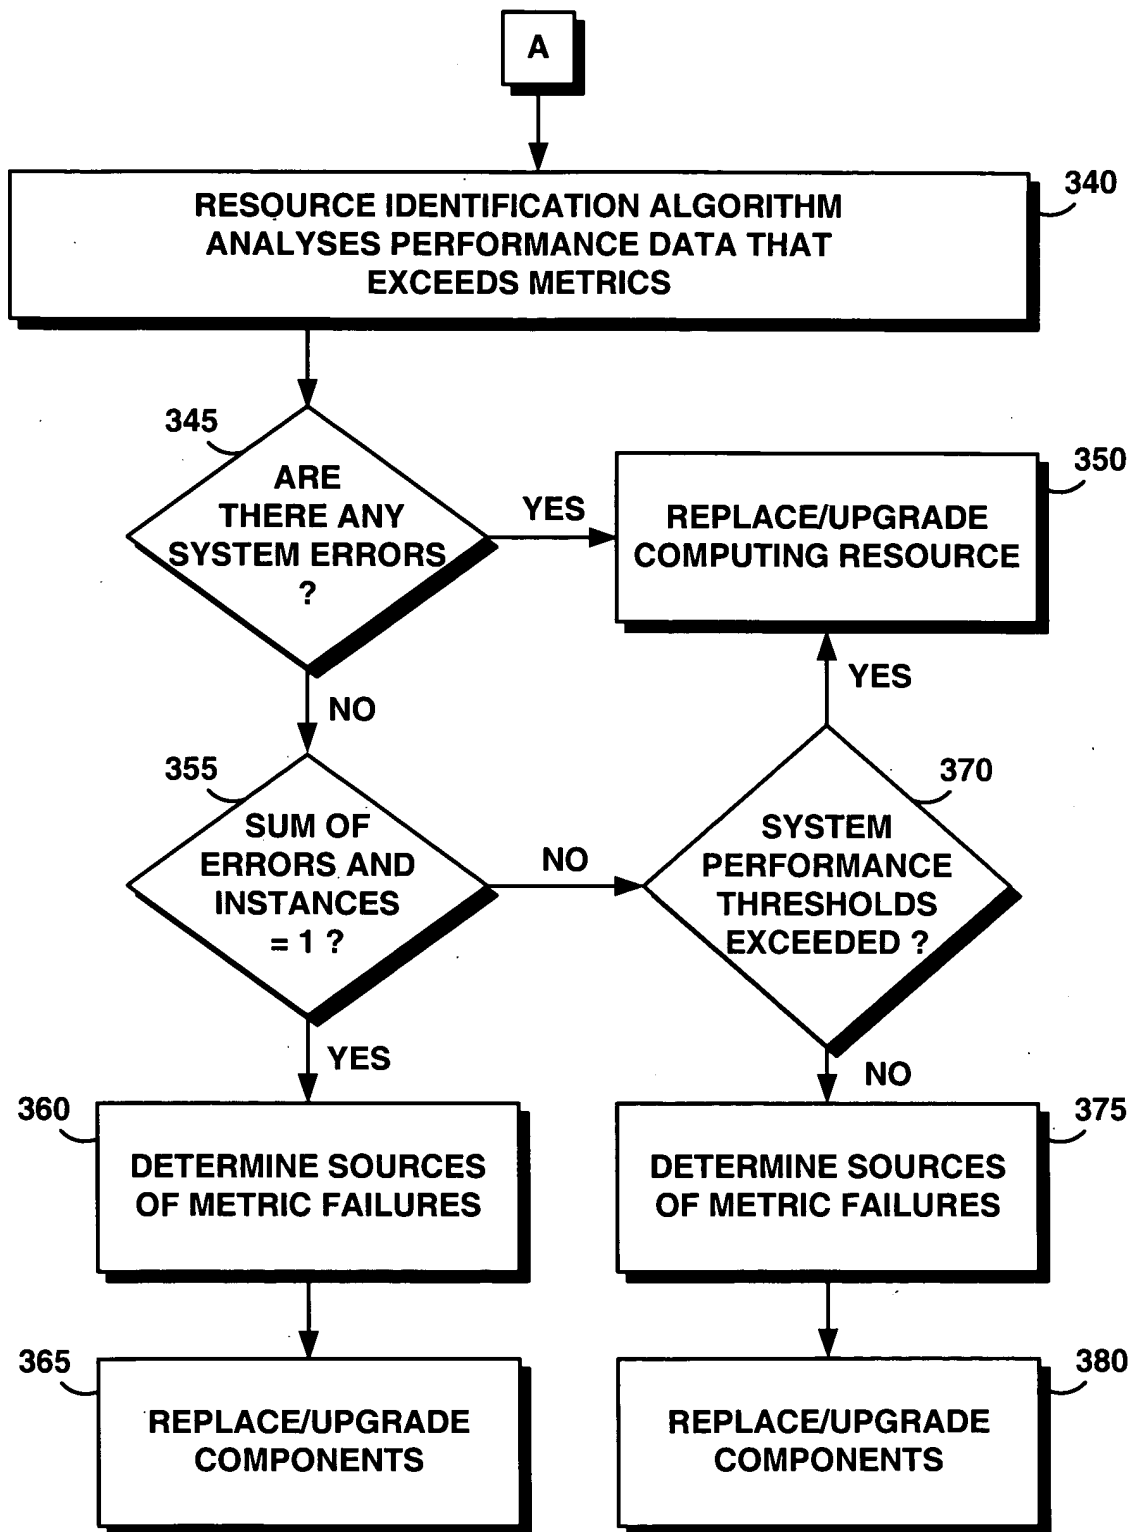 A
340
RESOURCE IDENTIFICATION ALGORITHM
ANALYSES PERFORMANCE DATA THAT
EXCEEDS METRICS
345
ARE
THERE ANY
SYSTEM ERRORS
?
YES
350
REPLACE/UPGRADE
COMPUTING RESOURCE
NO
YES
355
SUM OF
ERRORS AND
INSTANCES
= 1 ?
NO
370
SYSTEM
PERFORMANCE
THRESHOLDS
EXCEEDED ?
YES
NO
360
DETERMINE SOURCES
OF METRIC FAILURES
375
DETERMINE SOURCES
OF METRIC FAILURES
365
REPLACE/UPGRADE
COMPONENTS
380
REPLACE/UPGRADE
COMPONENTS